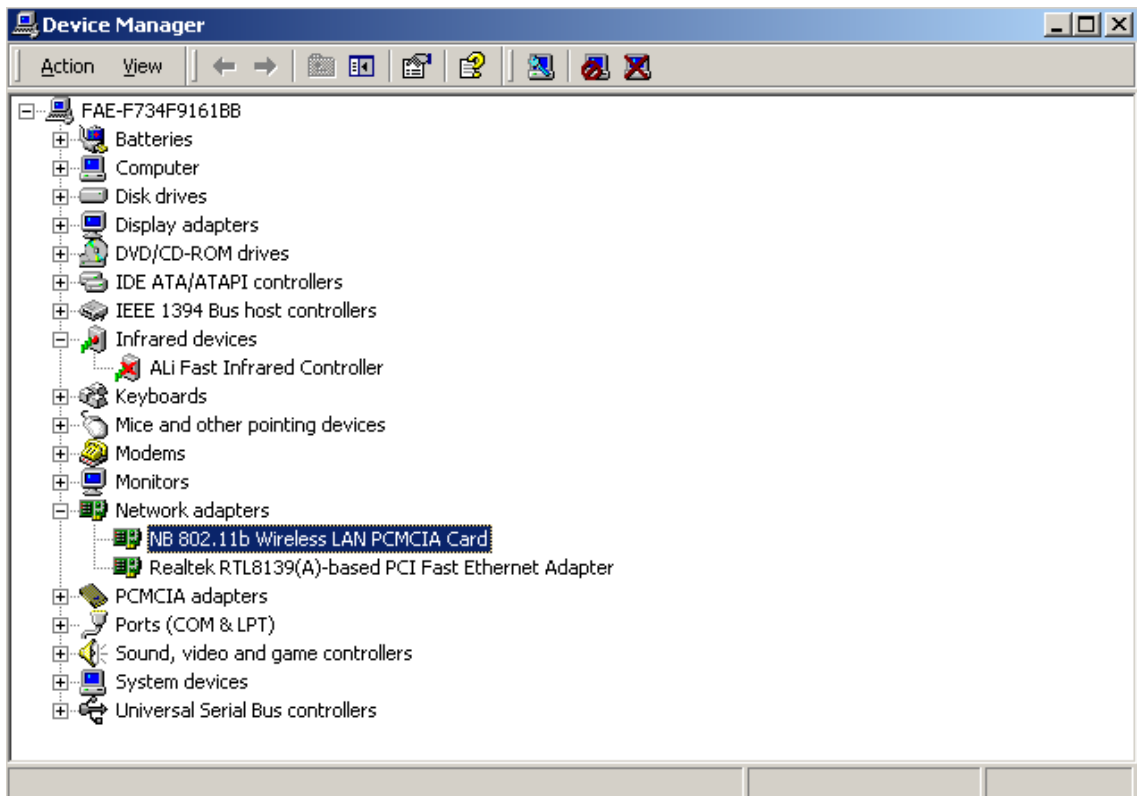 Device Manager
Action View
FAE-F734F9161BB
Batteries
Computer
Disk drives
Display adapters
DVD/CD-ROM drives
IDE ATA/ATAPI controllers
IEEE 1394 Bus host controllers
Infrared devices
ALi Fast Infrared Controller
Keyboards
Mice and other pointing devices
Modems
Monitors
Network adapters
NB 802.11b Wireless LAN PCMCIA Card
Realtek RTL8139(A)-based PCI Fast Ethernet Adapter
PCMCIA adapters
Ports (COM & LPT)
Sound, video and game controllers
System devices
Universal Serial Bus controllers